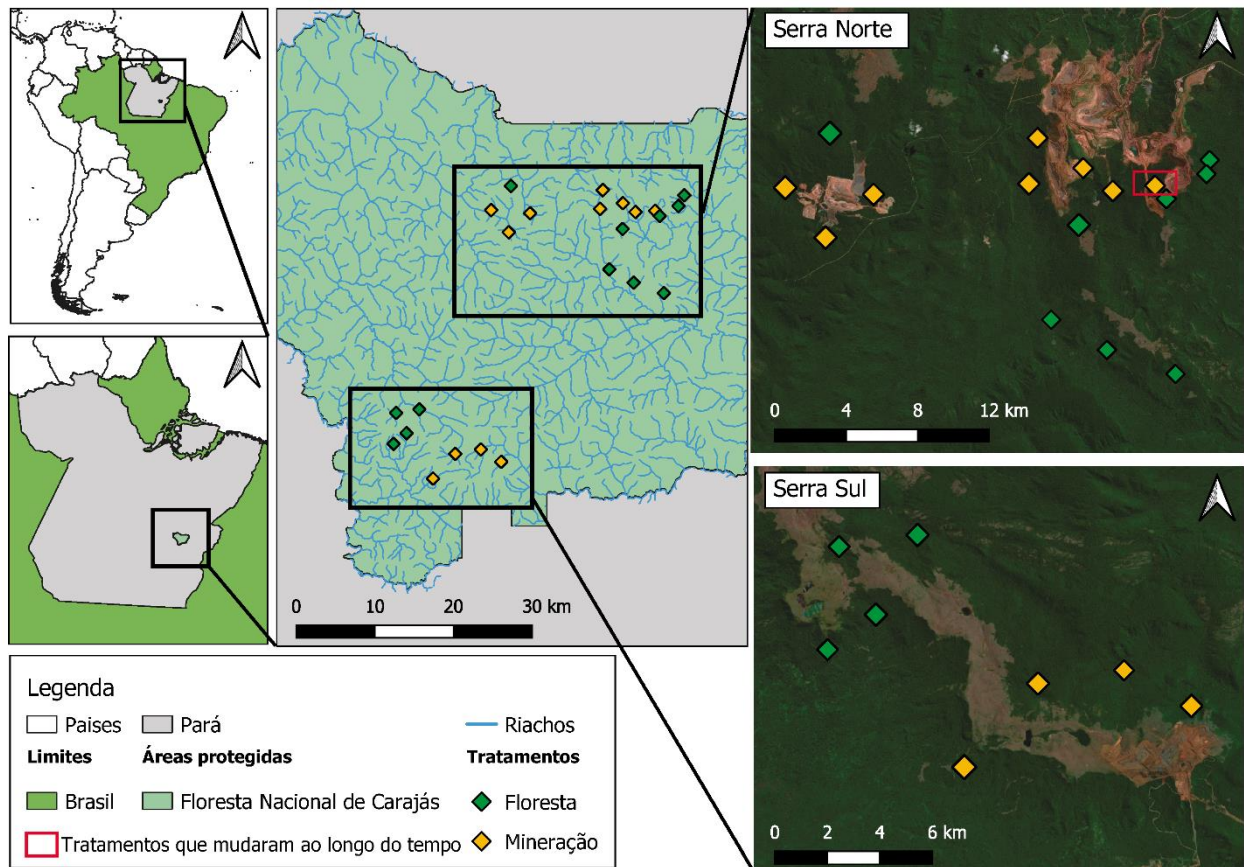 Serra Norte
0 4 8 12 km
Serra Sul
0 2 4 6 km
0 10 20 30 km
Legenda
Paises
Pará
Riachos
Limites
Áreas protegidas
Tratamentos
Brasil
Floresta Nacional de Carajás
Floresta
Tratamentos que mudaram ao longo do tempo
Mineração